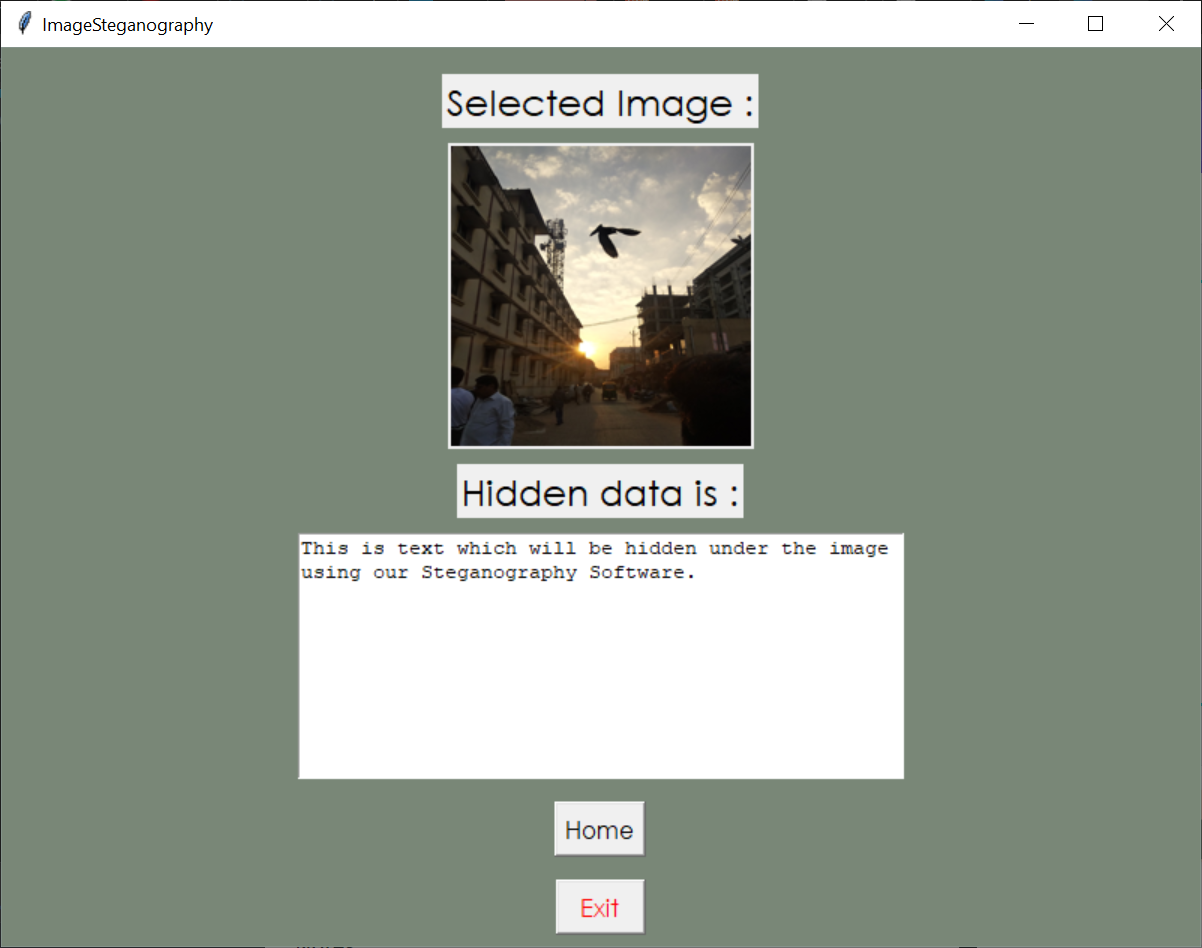 ImageSteganography
Selected Image :
Hidden data is :
This is text which will be hidden under the image
using our Steganography Software.
Home
Exit